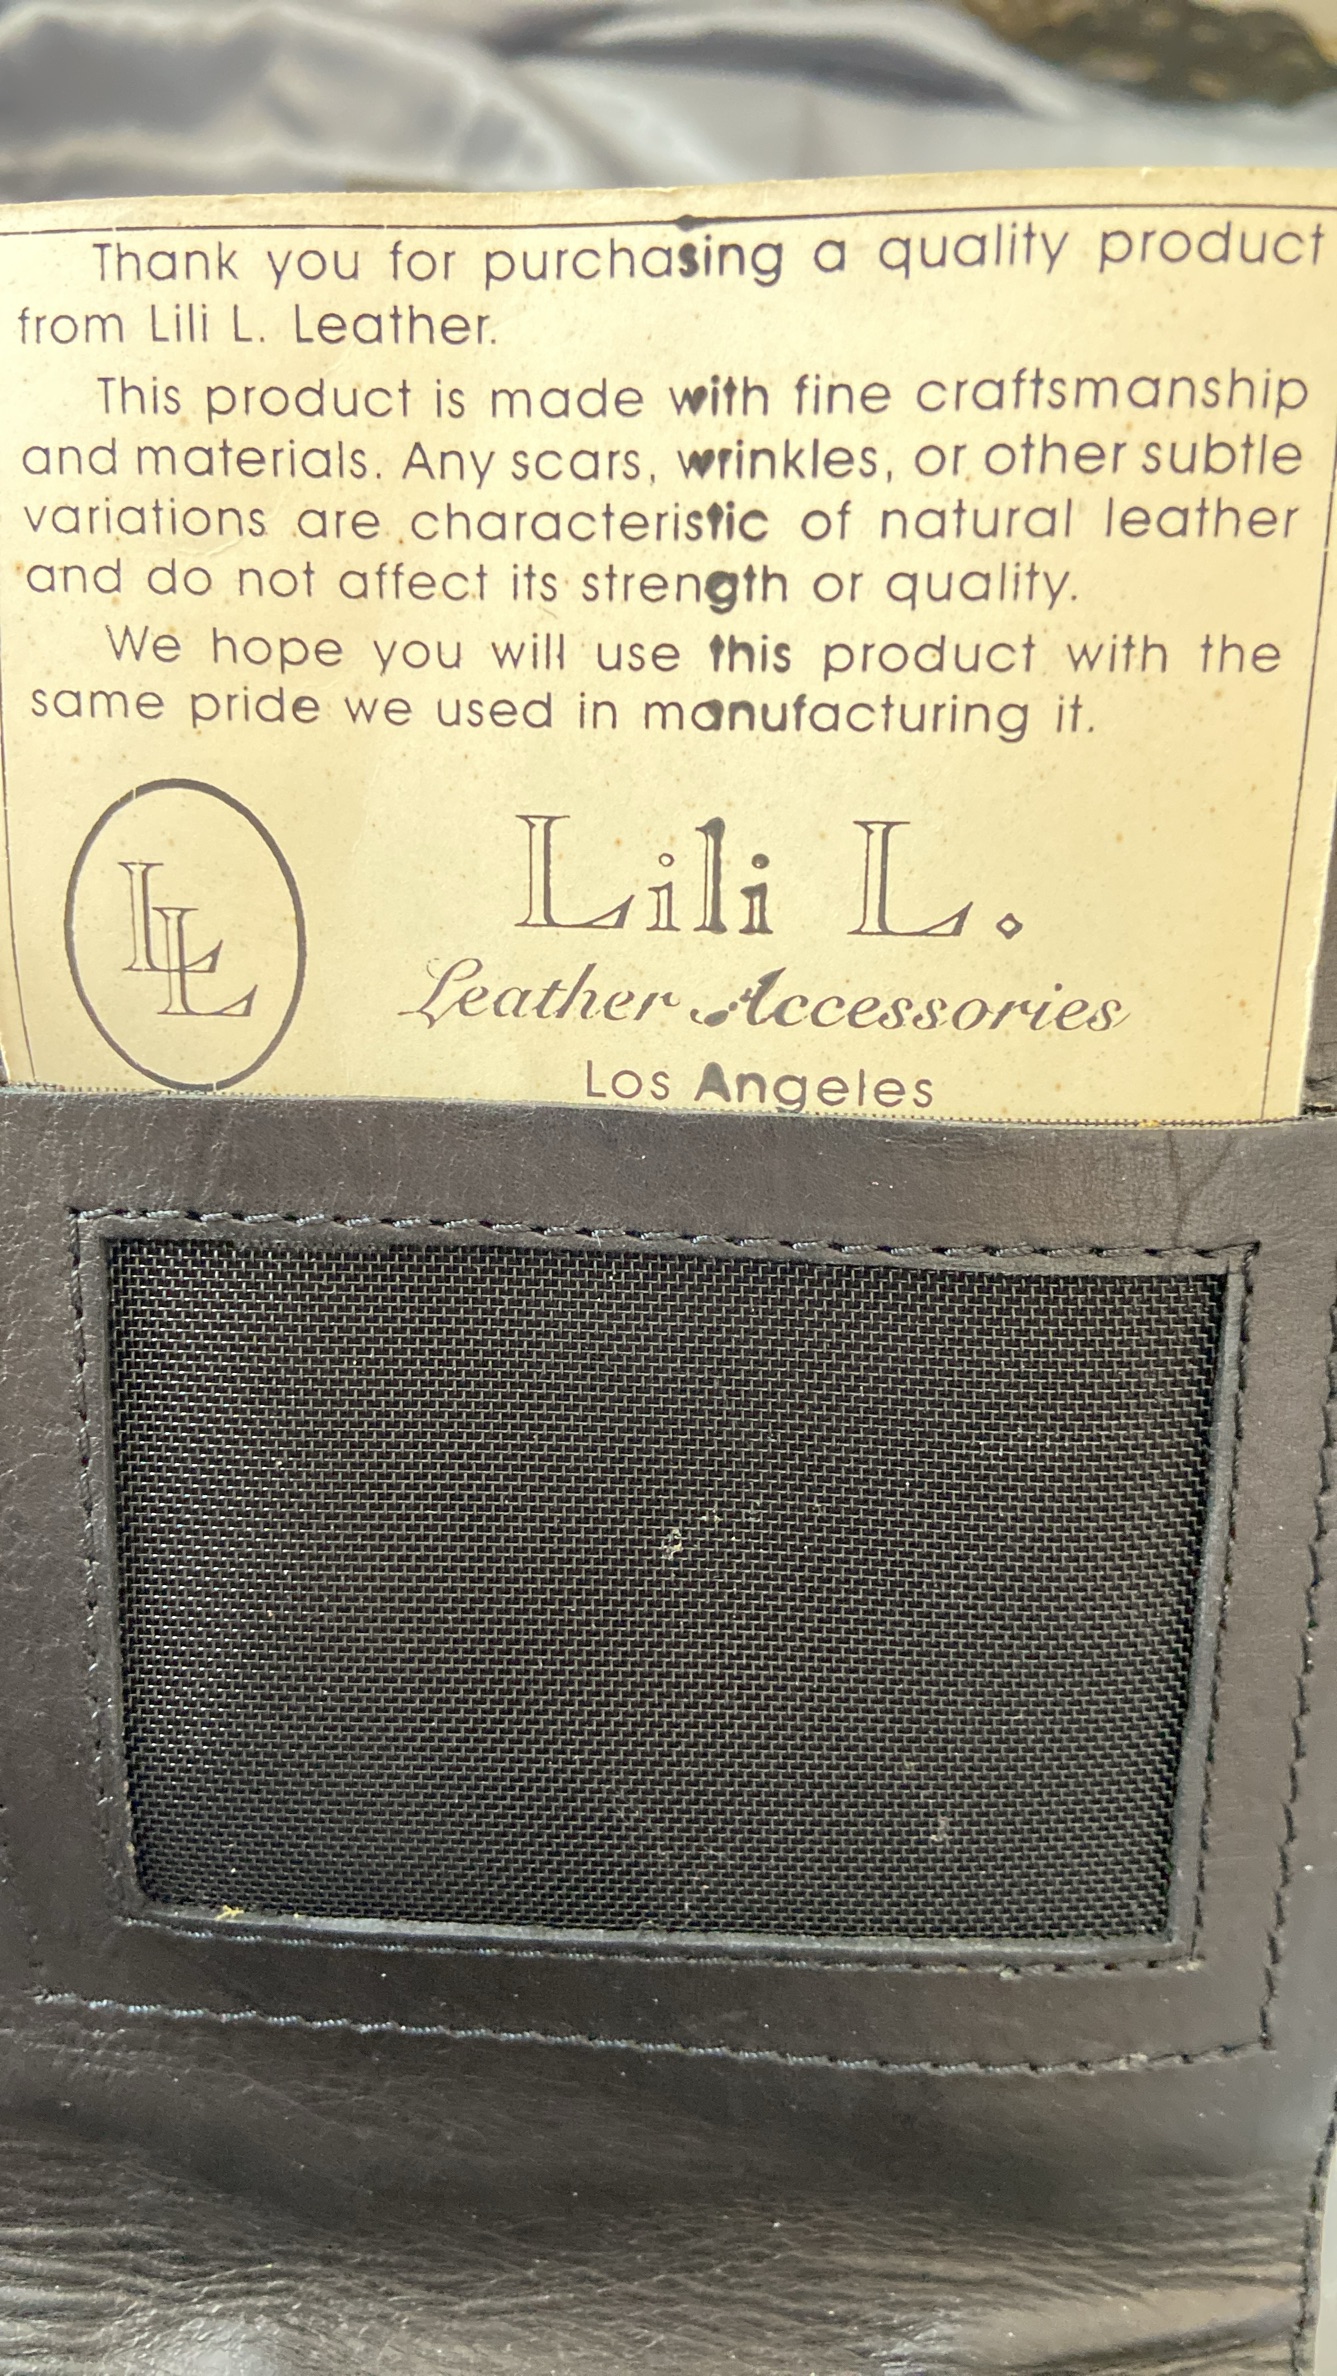 Thank you for purchasing a quality product
from Lili L. Leather.
This product is made with fine craftsmanship
and materials. Any scars, wrinkles, or other subtle
variations are characteristic of natural leather
and do not affect its strength or quality.
We hope you will use this product with the
same pride we used in manufacturing it.
LL
Lili L.
Leather Accessories
Los Angeles